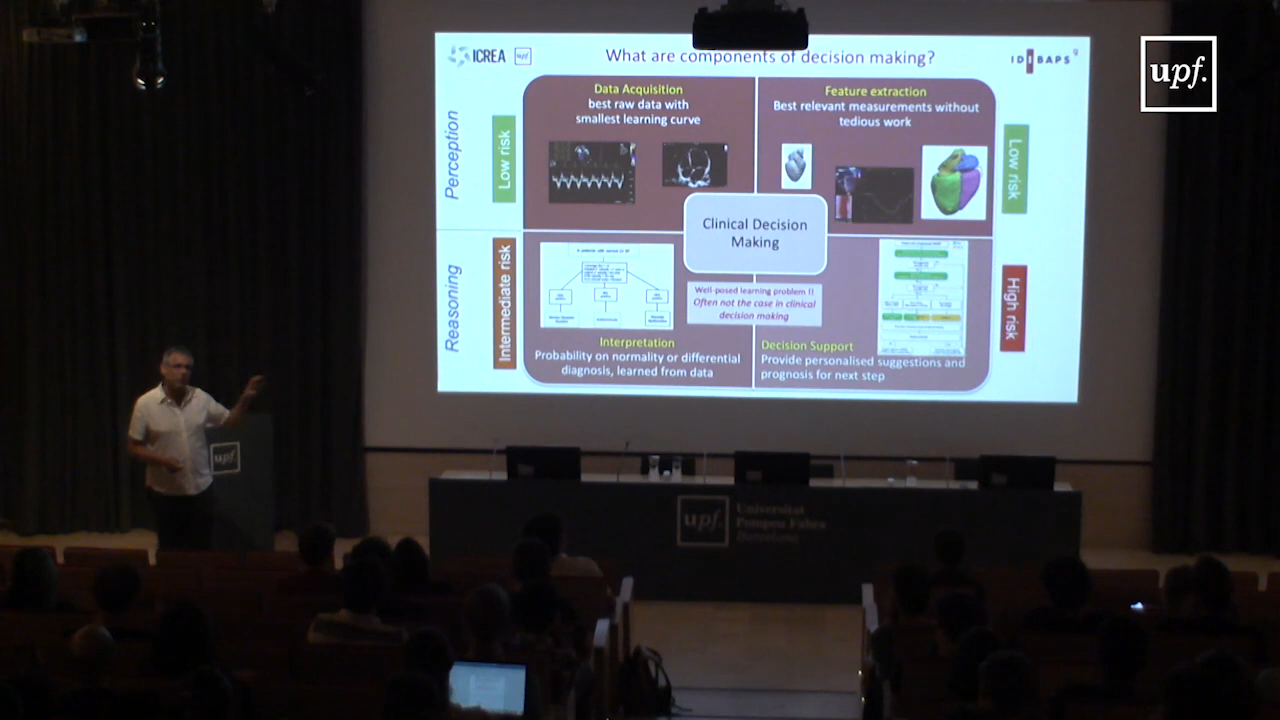 ICREA
upf.
What are components of decision making?
IDIBAPS
upf.
Perception
Low risk
Data Acquisition
best raw data with
smallest learning curve
Feature extraction
Best relevant measurements without
tedious work
Low risk
Clinical Decision
Making
Reasoning
Intermediate risk
Well-posed learning problem !!
Often not the case in clinical
decision making
High risk
Interpretation
Probability on normality or differential
diagnosis, learned from data
Decision Support
Provide personalised suggestions and
prognosis for next step
upf.
upf.
Universitat
Pompeu Fabra
Barcelona